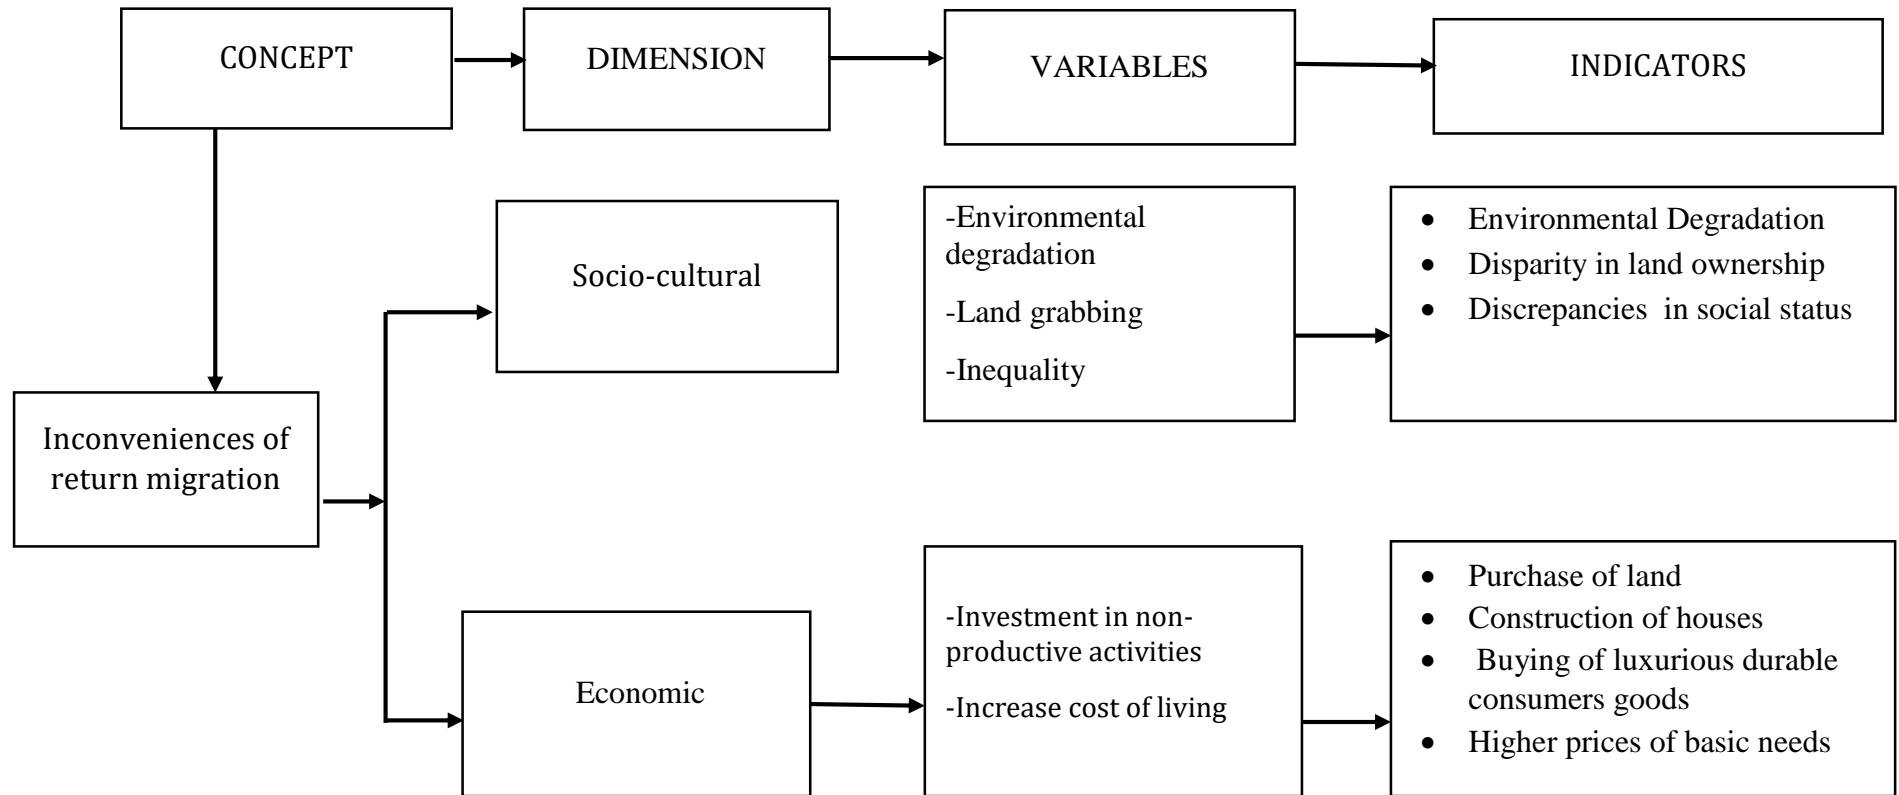 CONCEPT
DIMENSION
VARIABLES
INDICATORS
Socio-cultural
-Environmental
degradation
-Land grabbing
-Inequality
• Environmental Degradation
• Disparity in land ownership
• Discrepancies  in social status
Inconveniences of
return migration
Economic
-Investment in non-
productive activities
-Increase cost of living
• Purchase of land
• Construction of houses
• Buying of luxurious durable
consumers goods
• Higher prices of basic needs